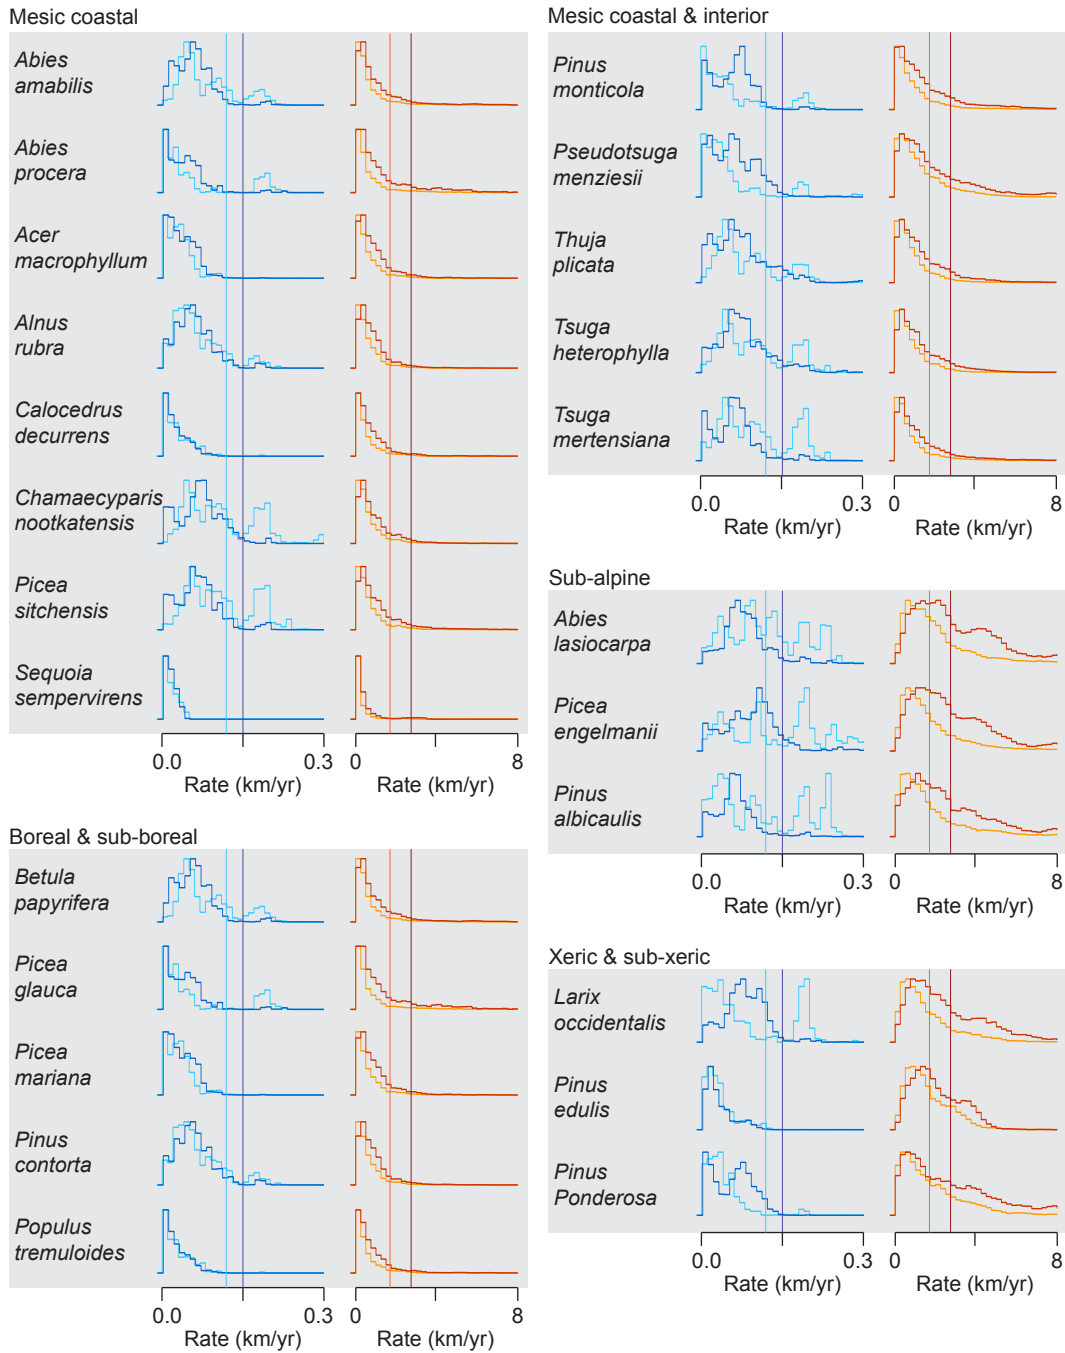 Mesic coastal
Abies
amabilis
Abies
procera
Acer
macrophyllum
Alnus
rubra
Calocedrus
decurrens
Chamaecyparis
nootkatensis
Picea
sitchensis
Sequoia
sempervirens
0.0 0.3 0 8
Rate (km/yr) Rate (km/yr)
Boreal & sub-boreal
Betula
papyrifera
Picea
glauca
Picea
mariana
Pinus
contorta
Populus
tremuloides
0.0 0.3 0 8
Rate (km/yr) Rate (km/yr)
Mesic coastal & interior
Pinus
monticola
Pseudotsuga
menziesii
Thuja
plicata
Tsuga
heterophylla
Tsuga
mertensiana
0.0 0.3 0 8
Rate (km/yr) Rate (km/yr)
Sub-alpine
Abies
lasiocarpa
Picea
engelmanii
Pinus
albicaulis
0.0 0.3 0 8
Rate (km/yr) Rate (km/yr)
Xeric & sub-xeric
Larix
occidentalis
Pinus
edulis
Pinus
Ponderosa
0.0 0.3 0 8
Rate (km/yr) Rate (km/yr)